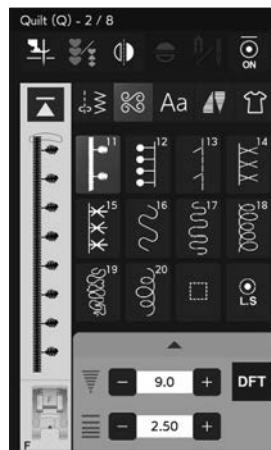 Quilt (Q) - 2 / 8
ON
Aa
11 12 13 14
15 16 17 18
19 20 L.S
9.0 DFT
2.50
F